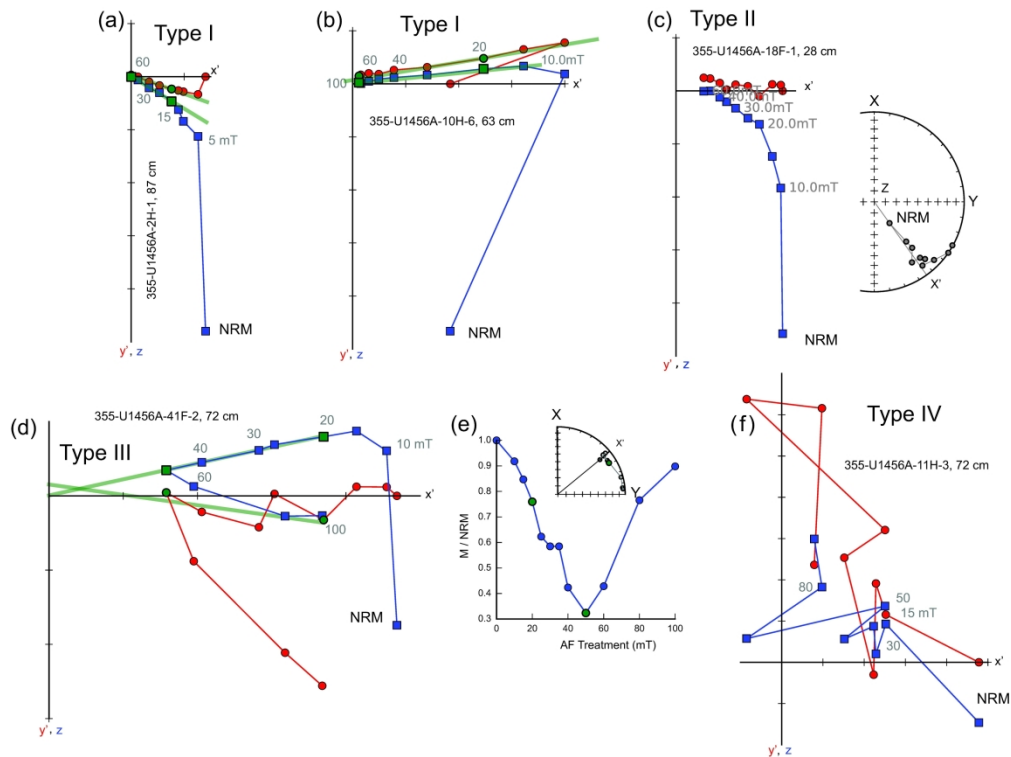 (a)
Type I
60
x'
30
15
5 mT
355-U1456A-2H-1, 87 cm
NRM
y', z
(b)
Type I
60
40
20
10.0mT
100
x'
355-U1456A-10H-6, 63 cm
NRM
y', z
(c)
Type II
355-U1456A-18F-1, 28 cm
x'
40.0mT
30.0mT
20.0mT
10.0mT
NRM
y', z
X
Z
Y
NRM
X'
(d)
355-U1456A-41F-2, 72 cm
Type III
40
30
20
10 mT
60
x'
100
NRM
y', z
(e)
X
x'
Y
1.0
0.9
0.8
0.7
0.6
0.5
0.4
0.3
M / NRM
0
20
40
60
80
100
AF Treatment (mT)
(f)
Type IV
355-U1456A-11H-3, 72 cm
80
50
15 mT
30
x'
NRM
y', z